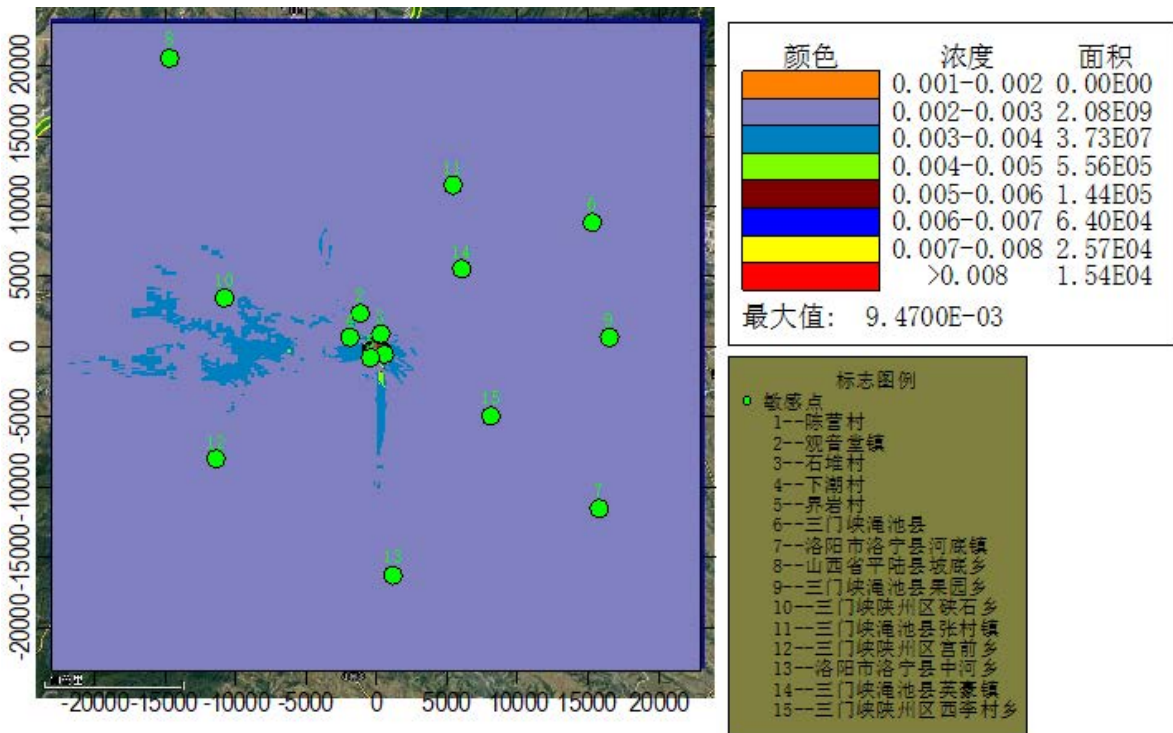 颜色 浓度 面积
0.001-0.002 0.00E00
0.002-0.003 2.08E09
0.003-0.004 3.73E07
0.004-0.005 5.56E05
0.005-0.006 1.44E05
0.006-0.007 6.40E04
0.007-0.008 2.57E04
>0.008 1.54E04
最大值: 9.4700E-03
标志图例
敏感点
1--陈营村
2--观音堂镇
3--石堆村
4--下潮村
5--界岩村
6--三门峡渑池县
7--洛阳市洛宁县河底镇
8--山西省平陆县坡底乡
9--三门峡渑池县果园乡
10--三门峡陕州区硖石乡
11--三门峡渑池县张村镇
12--三门峡陕州区宫前乡
13--洛阳市洛宁县中河乡
14--三门峡渑池县英豪镇
15--三门峡陕州区西李村乡
20000
15000
10000
5000
0
-5000
-10000
-15000
-20000
-20000 -15000 -10000 -5000 0 5000 10000 15000 20000
8
11
6
14
10
2
3
9
15
12
7
13